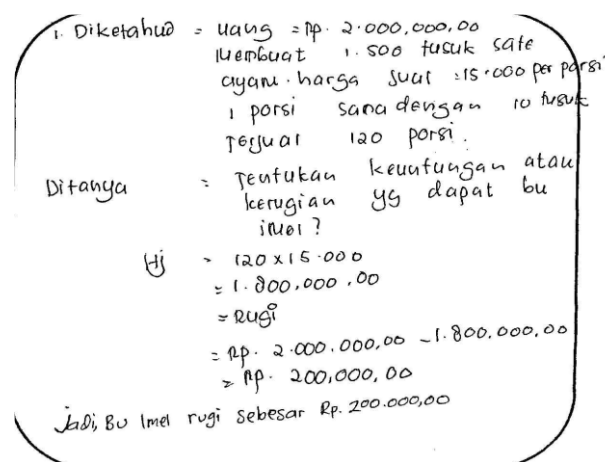 1. Diketahuo = uang = Rp. 2.000.000,00
Membuat 1.500 tusuk sate
ayam. harga jual :15.000 per porsi
1 porsi sama dengan 10 tusuk
Terjual 120 porsi.
Ditanya = Tentukan keuntungan atau
kerugian yg dapat bu
imel?
Hj = 120 x 15.000
= 1.800.000,00
= Rugi
= Rp. 2.000.000,00 - 1.800.000,00
= Rp. 200,000,00
Jadi, Bu Imel rugi sebesar Rp. 200.000,00